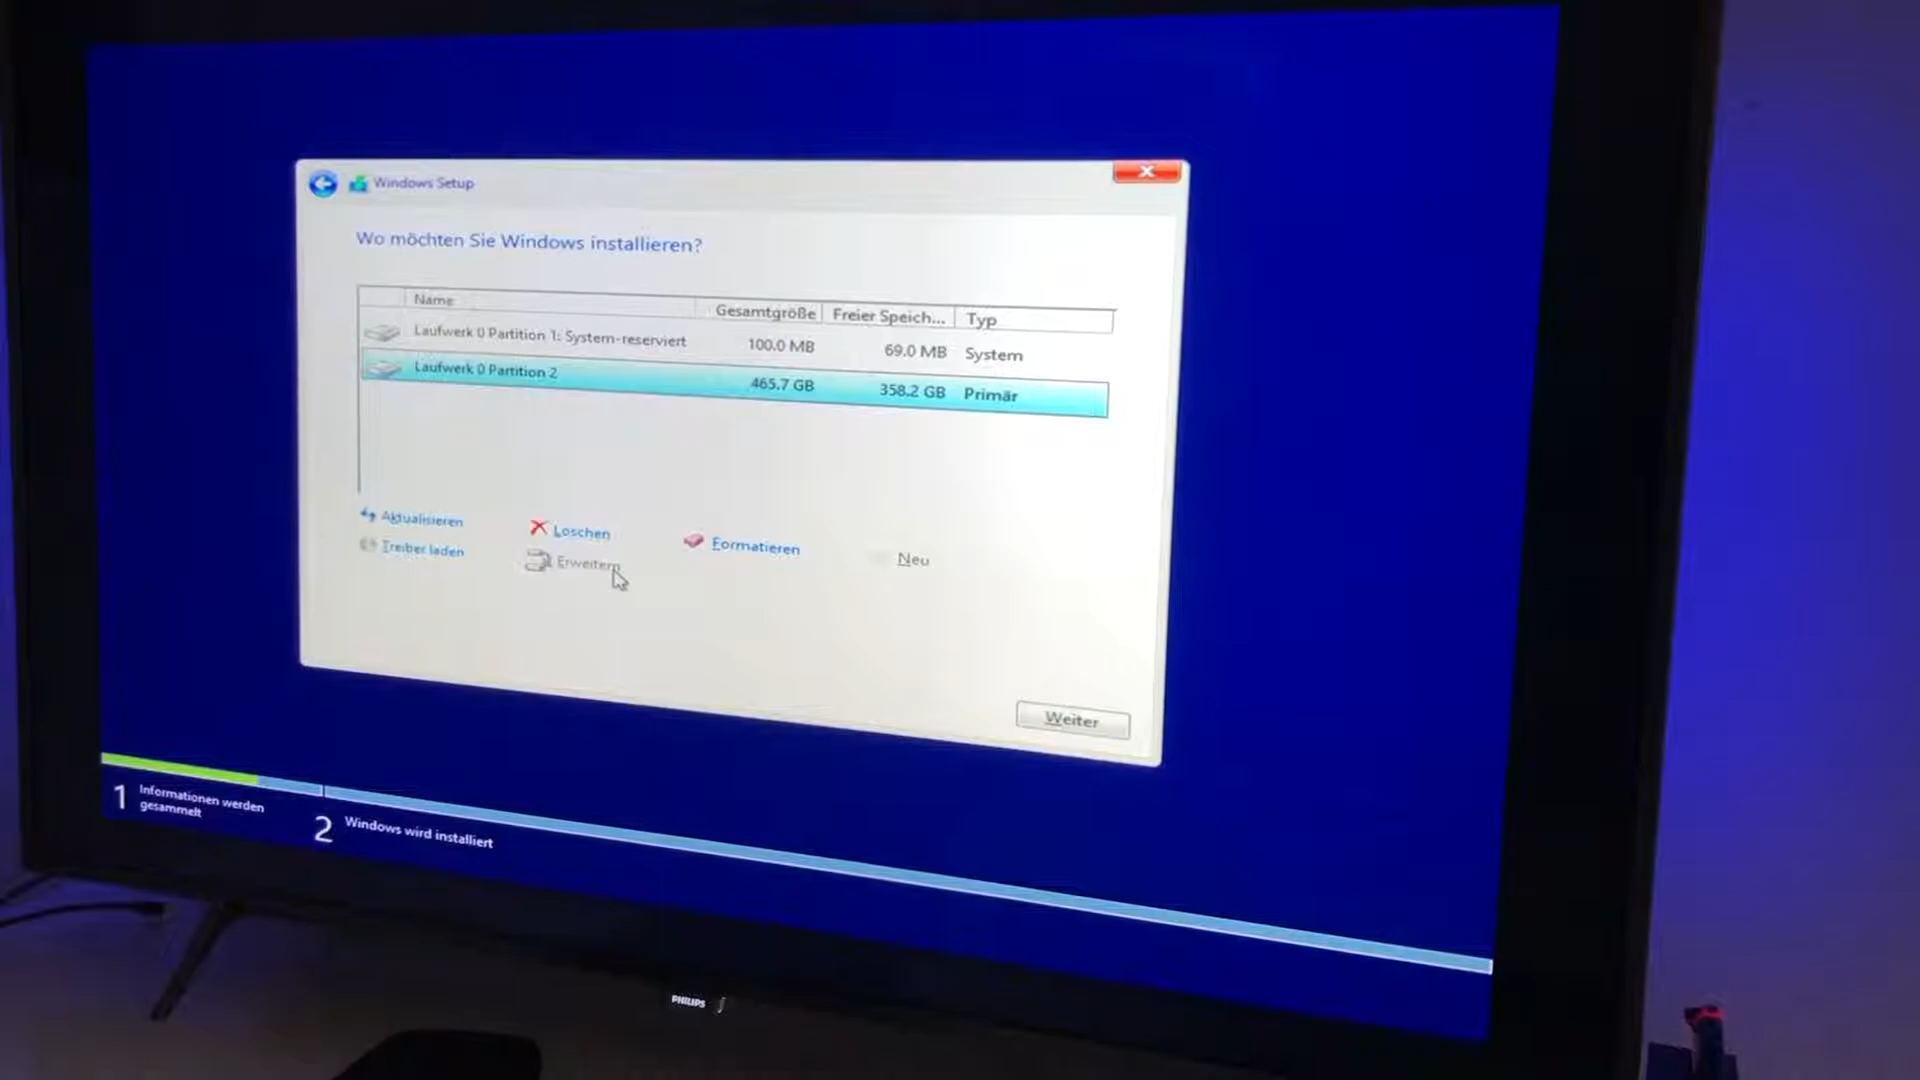 Windows Setup
Wo möchten Sie Windows installieren?
Name Gesamtgröße Freier Speich... Typ
Laufwerk 0 Partition 1: System-reserviert 100.0 MB 69.0 MB System
Laufwerk 0 Partition 2 465.7 GB 358.2 GB Primär
Aktualisieren Löschen Formatieren Neu
Treiber laden Erweitern
Weiter
1 Informationen werden
gesammelt
2 Windows wird installiert
PHILIPS